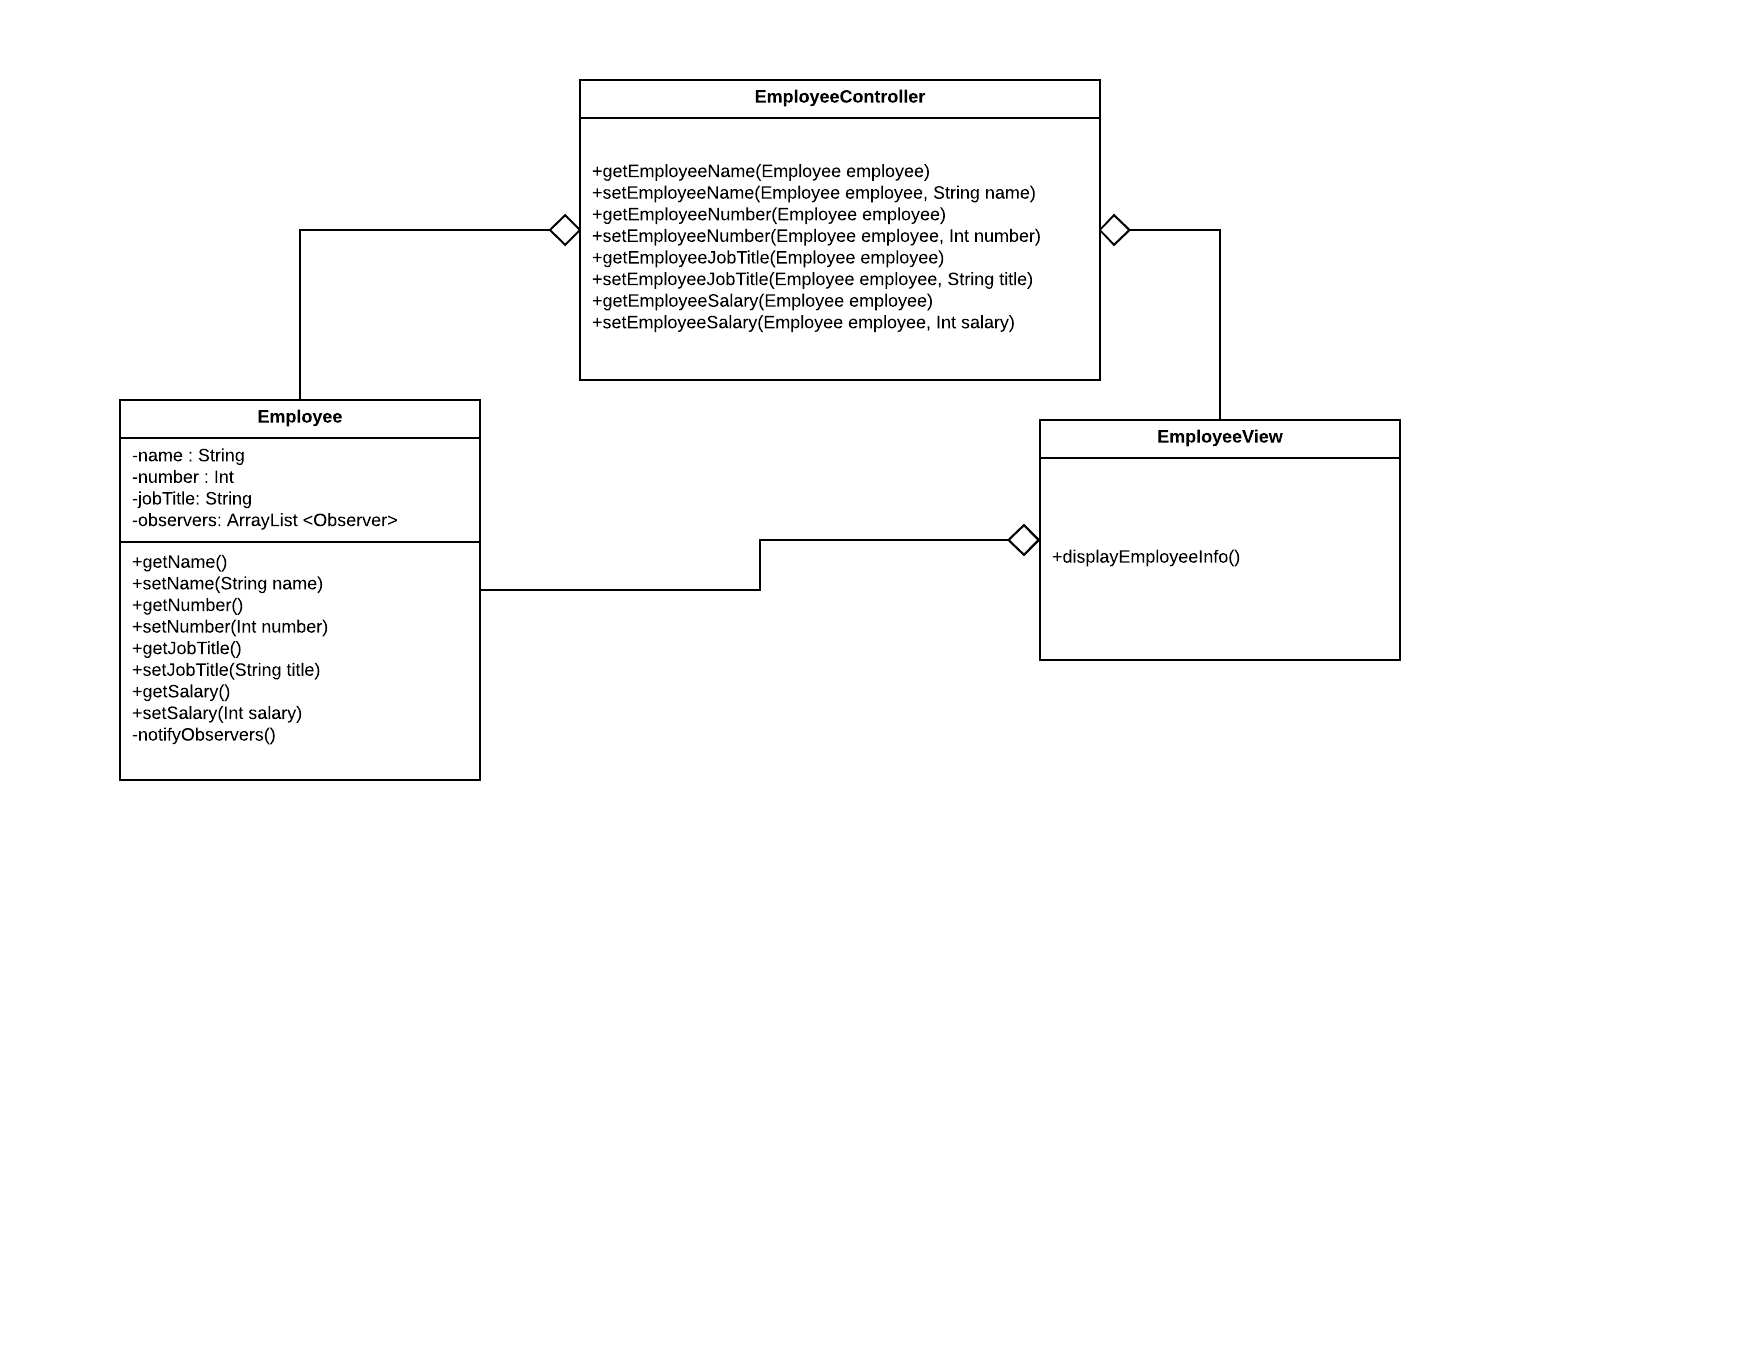 EmployeeController
+getEmployeeName(Employee employee)
+setEmployeeName(Employee employee, String name)
+getEmployeeNumber(Employee employee)
+setEmployeeNumber(Employee employee, Int number)
+getEmployeeJobTitle(Employee employee)
+setEmployeeJobTitle(Employee employee, String title)
+getEmployeeSalary(Employee employee)
+setEmployeeSalary(Employee employee, Int salary)
Employee
-name : String
-number : Int
-jobTitle: String
-observers: ArrayList <Observer>
+getName()
+setName(String name)
+getNumber()
+setNumber(Int number)
+getJobTitle()
+setJobTitle(String title)
+getSalary()
+setSalary(Int salary)
-notifyObservers()
EmployeeView
+displayEmployeeInfo()